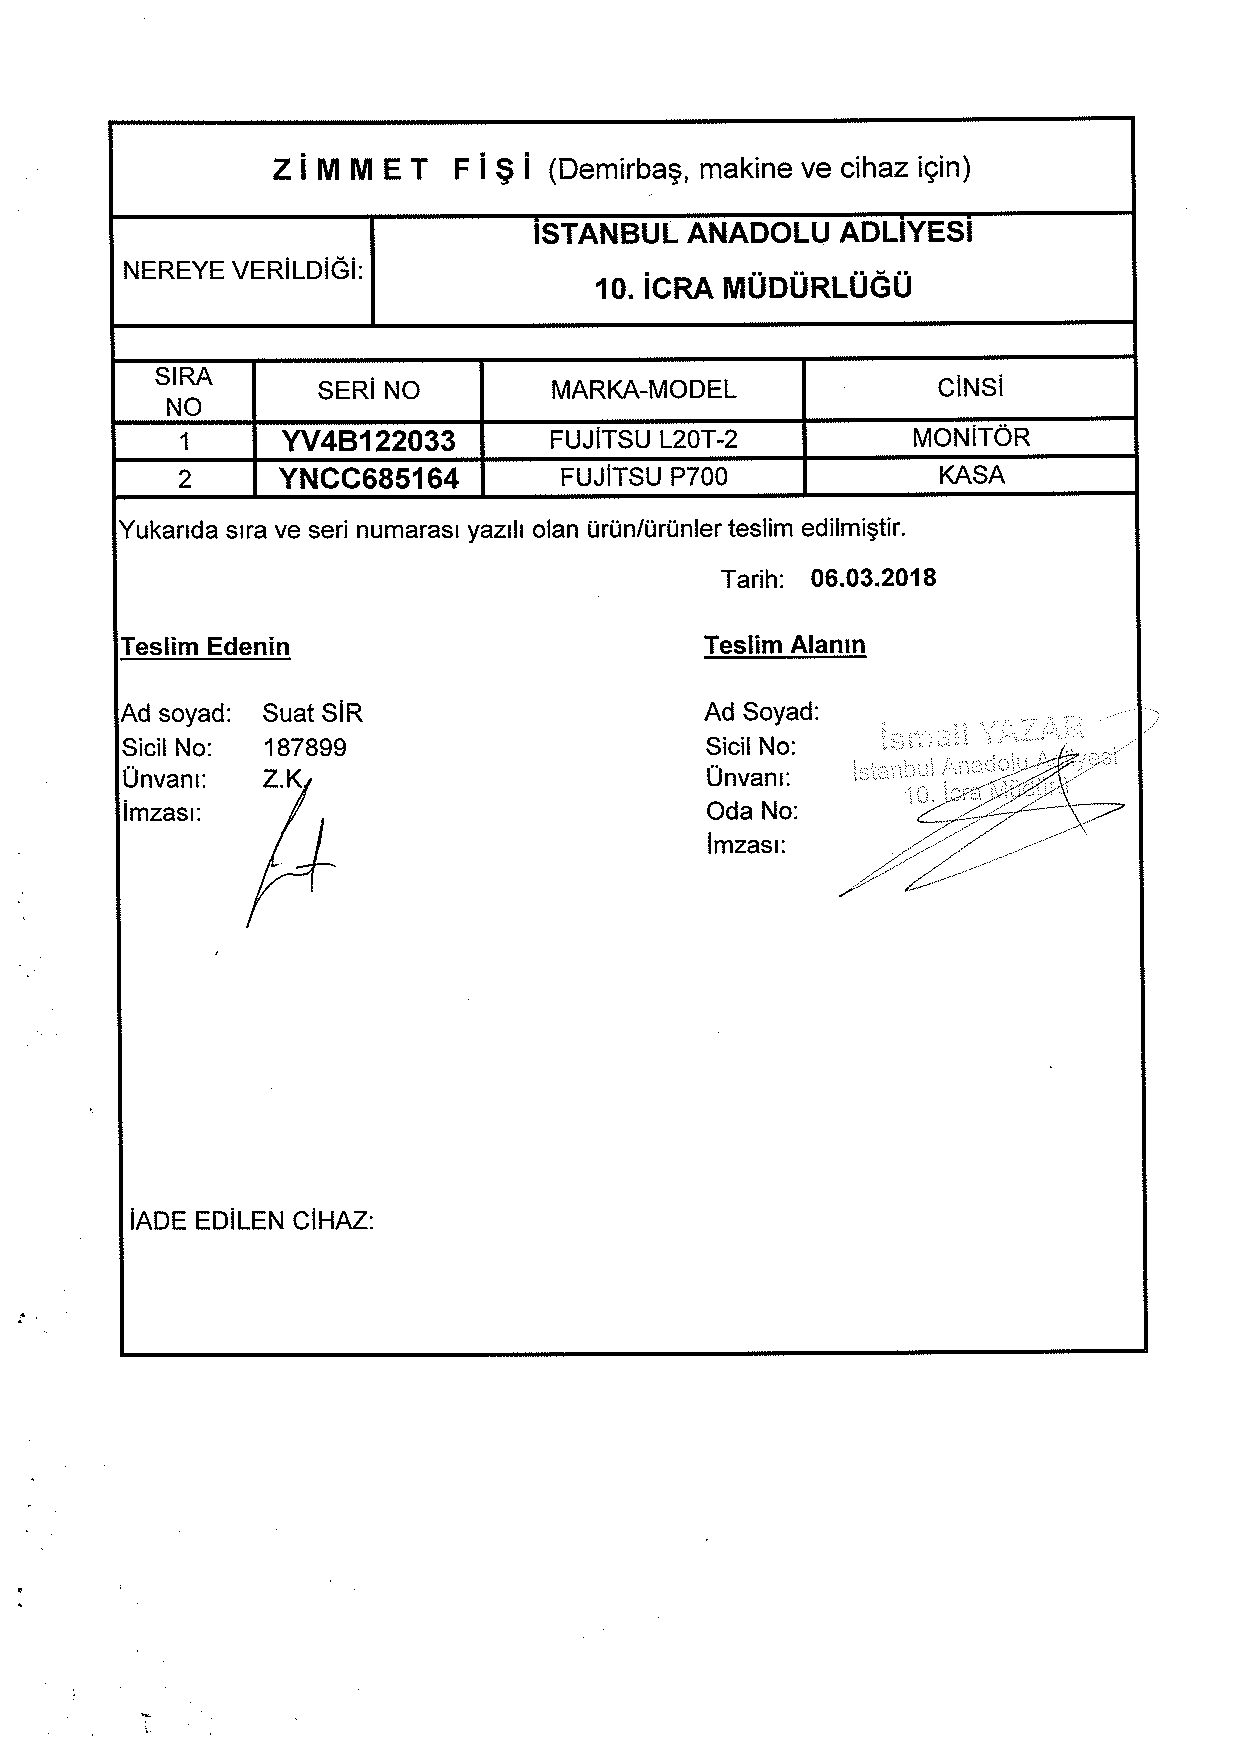 ZİMMET FİŞİ (Demirbaş, makine ve cihaz için)
NEREYE VERİLDİĞİ:
İSTANBUL ANADOLU ADLİYESİ
10. İCRA MÜDÜRLÜĞÜ
SIRA NO SERİ NO MARKA-MODEL CİNSİ
1 YV4B122033 FUJİTSU L20T-2 MONİTÖR
2 YNCC685164 FUJİTSU P700 KASA
Yukarıda sıra ve seri numarası yazılı olan ürün/ürünler teslim edilmiştir.
Tarih: 06.03.2018
Teslim Edenin
Ad soyad: Suat SİR
Sicil No: 187899
Ünvanı: Z.K
İmzası:
Teslim Alanın
Ad Soyad:
Sicil No:
Ünvanı:
Oda No:
İmzası:
İsmail YAZAR
İstanbul Anadolu Adliyesi
10. İcra Müdürü
İADE EDİLEN CİHAZ: